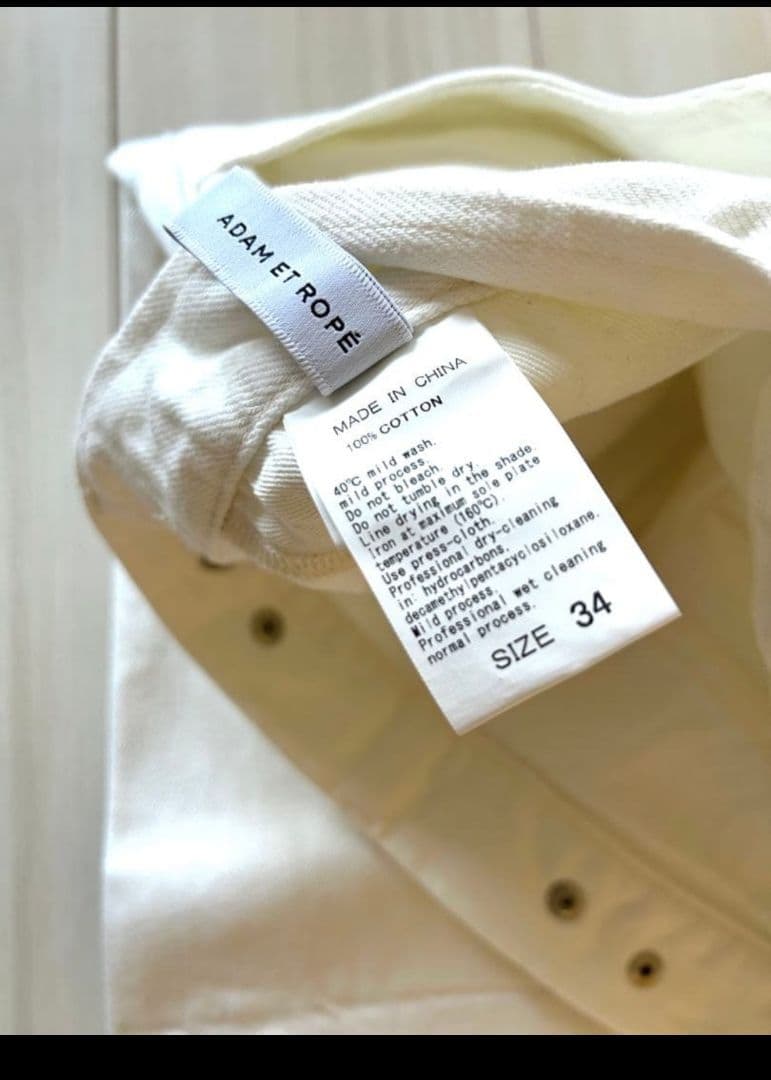 ADAM ET ROPÉ
MADE IN CHINA
100% COTTON
40℃ mild wash.
mild process.
Do not bleach.
Do not tumble dry.
Line drying in the shade.
Iron at maximum sole plate
temperature (160℃).
Use press-cloth.
Professional dry-cleaning
in: hydrocarbons,
decamethylpentacyclosiloxane.
Mild process.
Professional wet cleaning
normal process.
SIZE 34